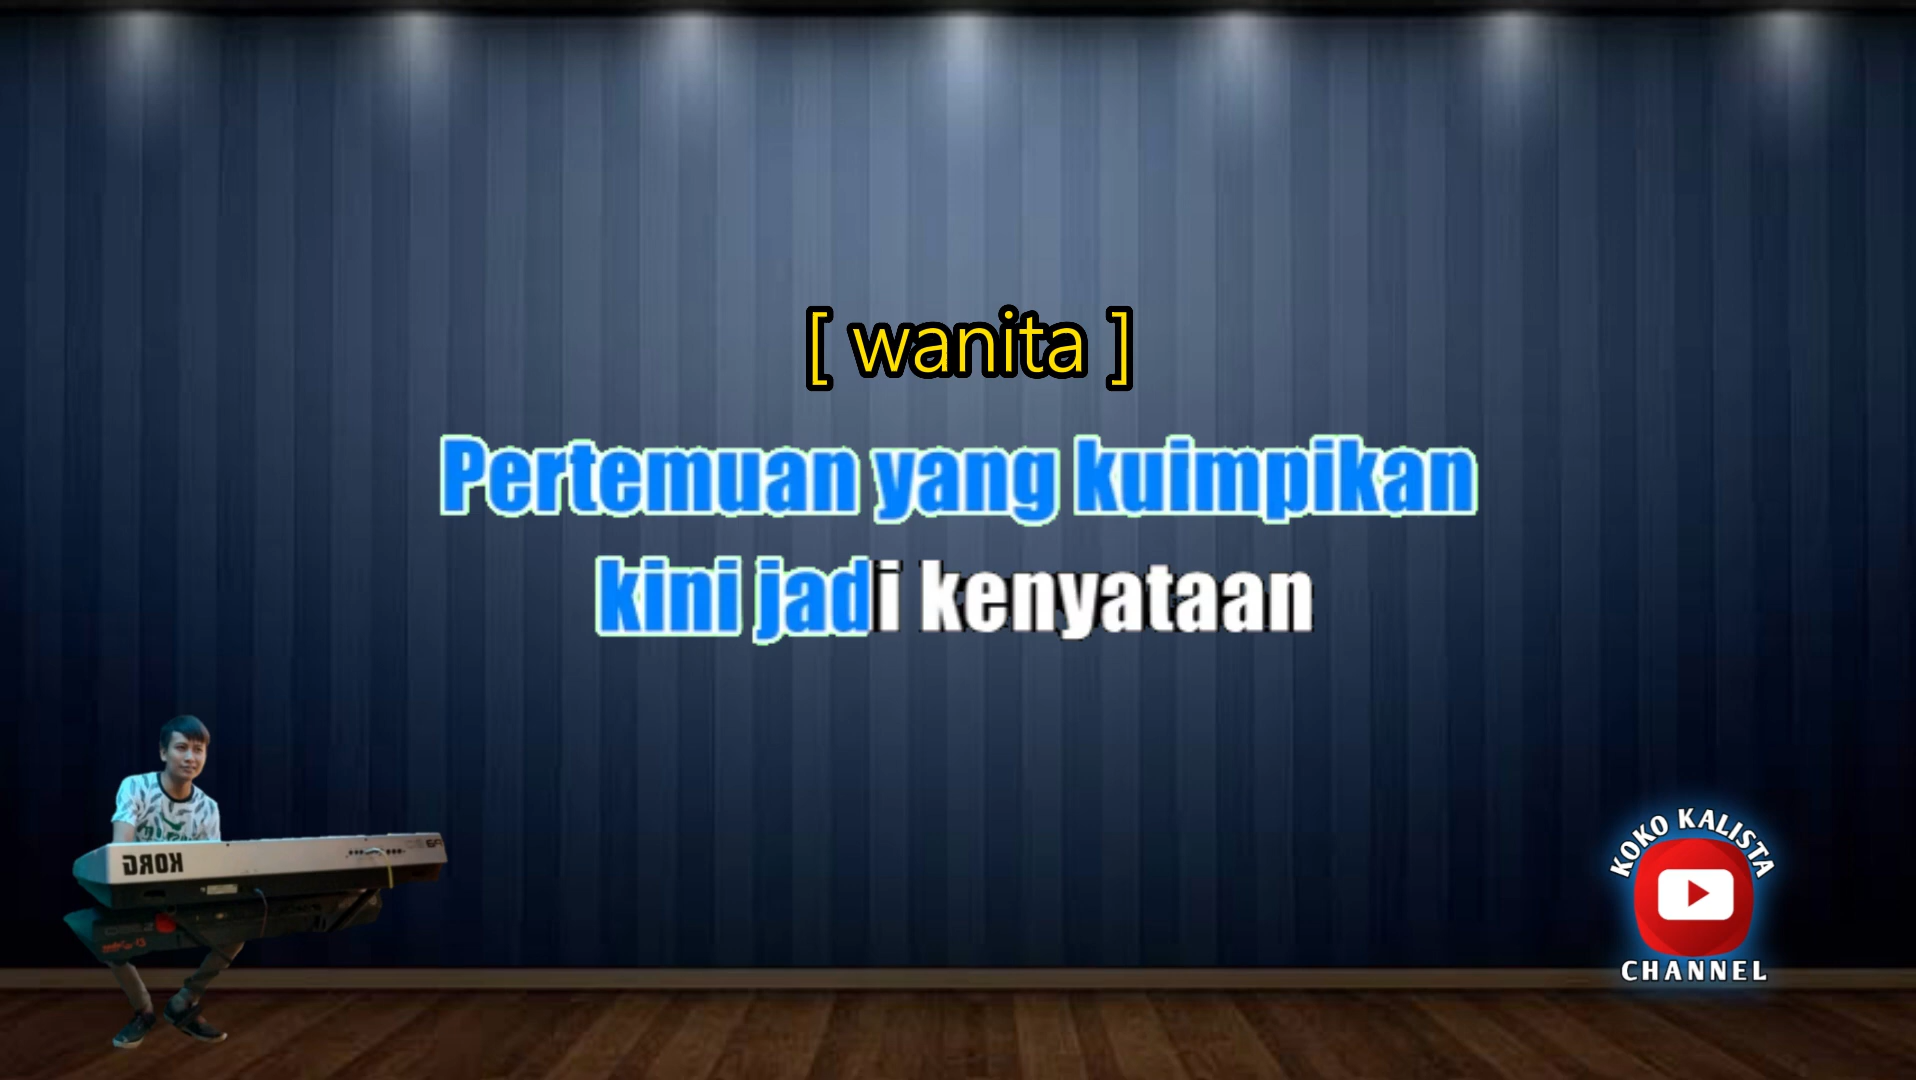 [ wanita ]
Pertemuan yang kuimpikan
kini jadi kenyataan
KORG
KOKO KALISTA
CHANNEL